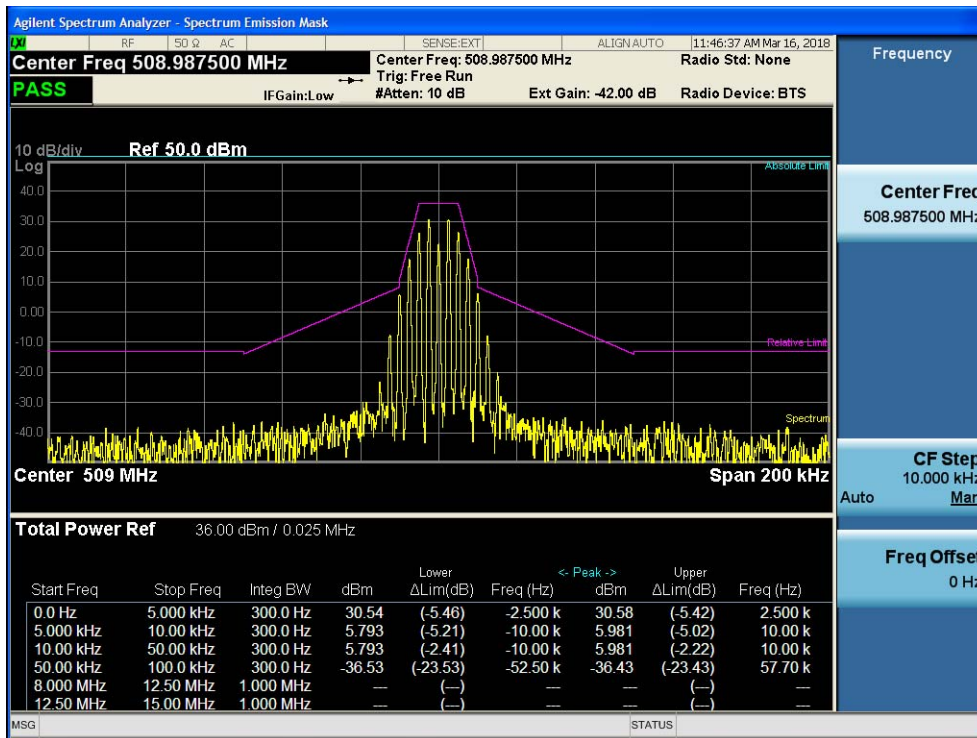 Agilent Spectrum Analyzer - Spectrum Emission Mask
LXI RF 50 Ω AC SENSE:EXT ALIGN AUTO 11:46:37 AM Mar 16, 2018
Center Freq 508.987500 MHz Center Freq: 508.987500 MHz Radio Std: None
Trig: Free Run
PASS IFGain:Low #Atten: 10 dB Ext Gain: -42.00 dB Radio Device: BTS
10 dB/div Ref 50.0 dBm
Log
Absolute Limit
40.0
30.0
20.0
10.0
0.00
-10.0
Relative Limit
-20.0
-30.0
Spectrum
-40.0
Center 509 MHz Span 200 kHz
Total Power Ref 36.00 dBm / 0.025 MHz
Lower <- Peak -> Upper
Start Freq Stop Freq Integ BW dBm ΔLim(dB) Freq (Hz) dBm ΔLim(dB) Freq (Hz)
0.0 Hz 5.000 kHz 300.0 Hz 30.54 (-5.46) -2.500 k 30.58 (-5.42) 2.500 k
5.000 kHz 10.00 kHz 300.0 Hz 5.793 (-5.21) -10.00 k 5.981 (-5.02) 10.00 k
10.00 kHz 50.00 kHz 300.0 Hz 5.793 (-2.41) -10.00 k 5.981 (-2.22) 10.00 k
50.00 kHz 100.0 kHz 300.0 Hz -36.53 (-23.53) -52.50 k -36.43 (-23.43) 57.70 k
8.000 MHz 12.50 MHz 1.000 MHz --- (---) --- --- (---) ---
12.50 MHz 15.00 MHz 1.000 MHz --- (---) --- --- (---) ---
MSG STATUS
Frequency
Center Freq
508.987500 MHz
CF Step
10.000 kHz
Auto Man
Freq Offset
0 Hz